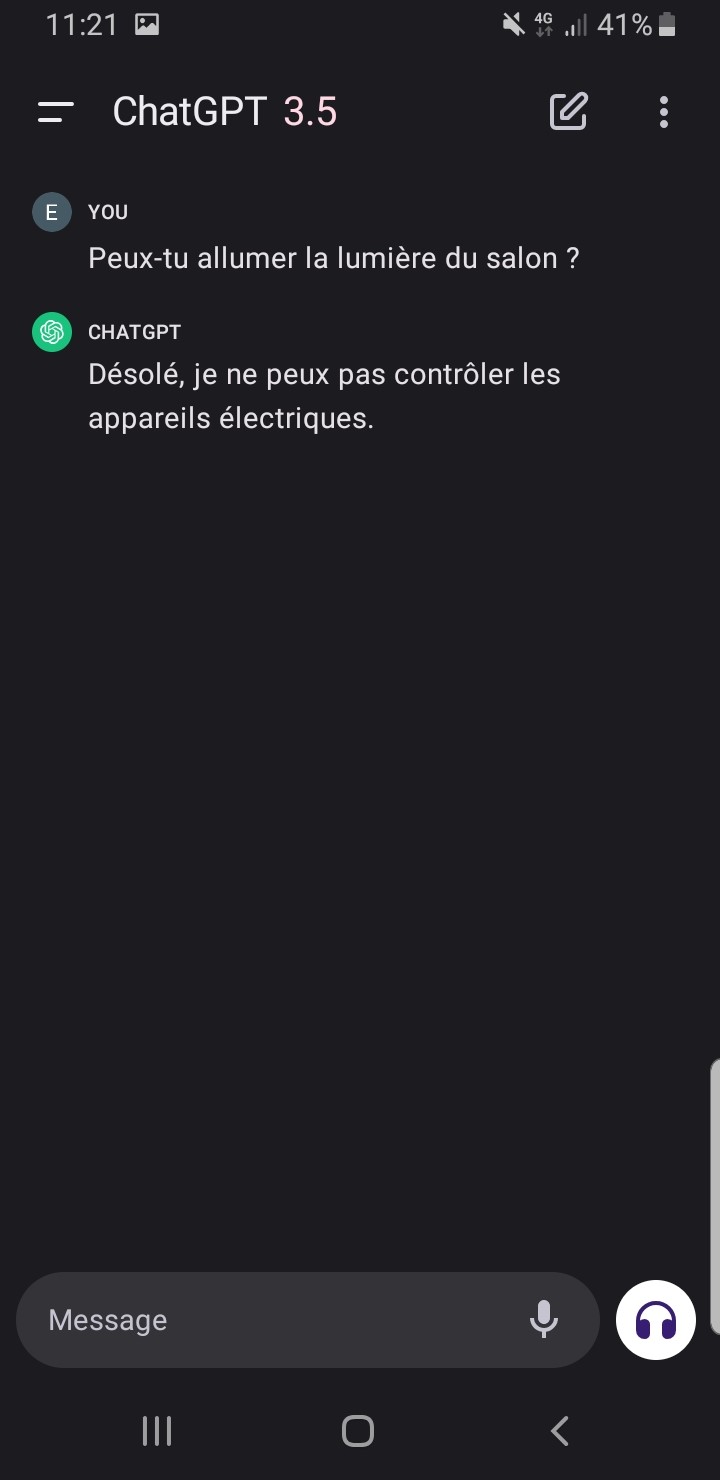 11:21 4G 41%
ChatGPT 3.5
E YOU
Peux-tu allumer la lumière du salon ?
CHATGPT
Désolé, je ne peux pas contrôler les
appareils électriques.
Message